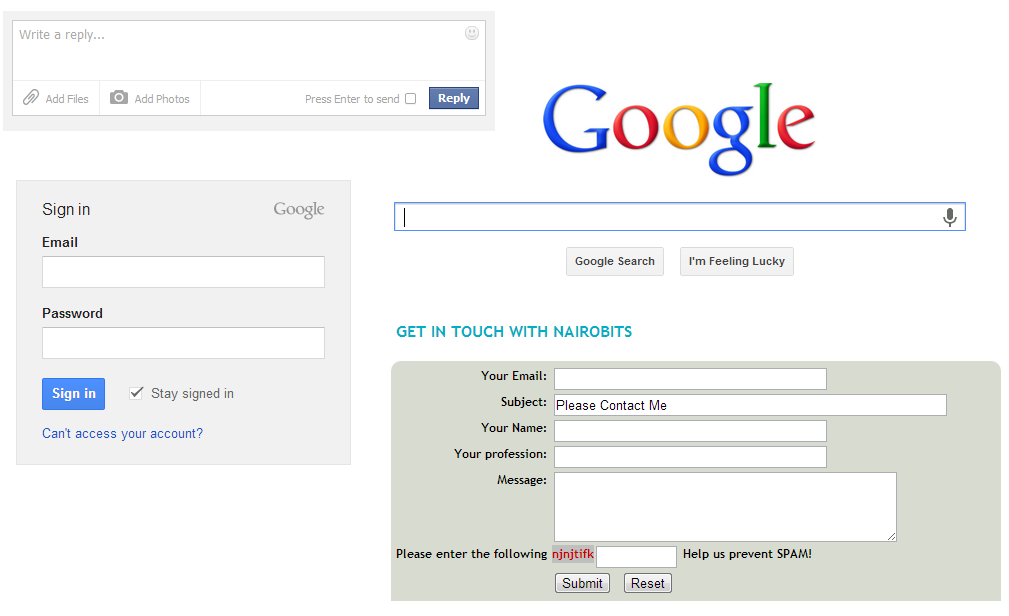 Write a reply...
Add Files Add Photos Press Enter to send Reply
Google
Google Search I'm Feeling Lucky
Sign in Google
Email
Password
Sign in Stay signed in
Can't access your account?
GET IN TOUCH WITH NAIROBITS
Your Email:
Subject: Please Contact Me
Your Name:
Your profession:
Message:
Please enter the following njnjtifk Help us prevent SPAM!
Submit Reset